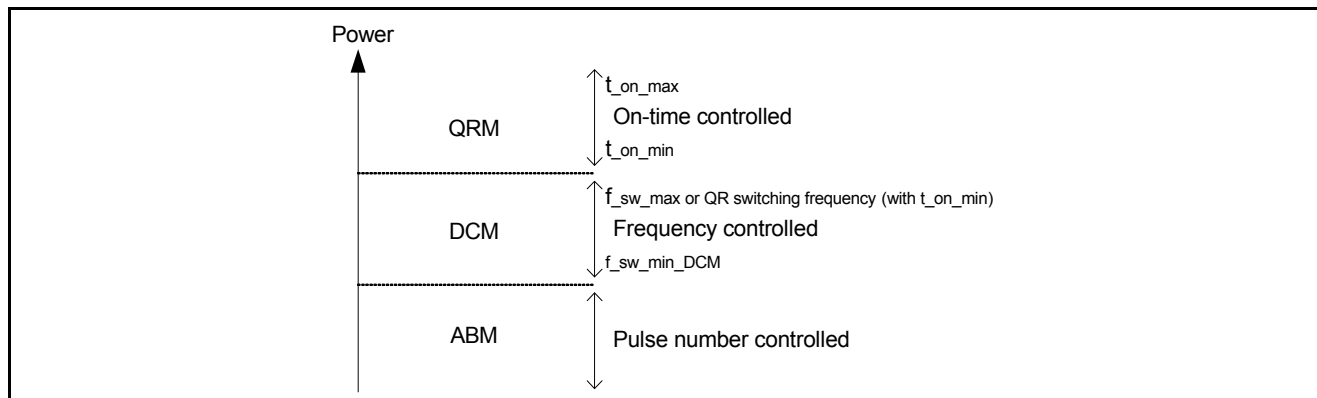 Power
t_on_max
QRM
On-time controlled
t_on_min
f_sw_max or QR switching frequency (with t_on_min)
DCM
Frequency controlled
f_sw_min_DCM
ABM
Pulse number controlled